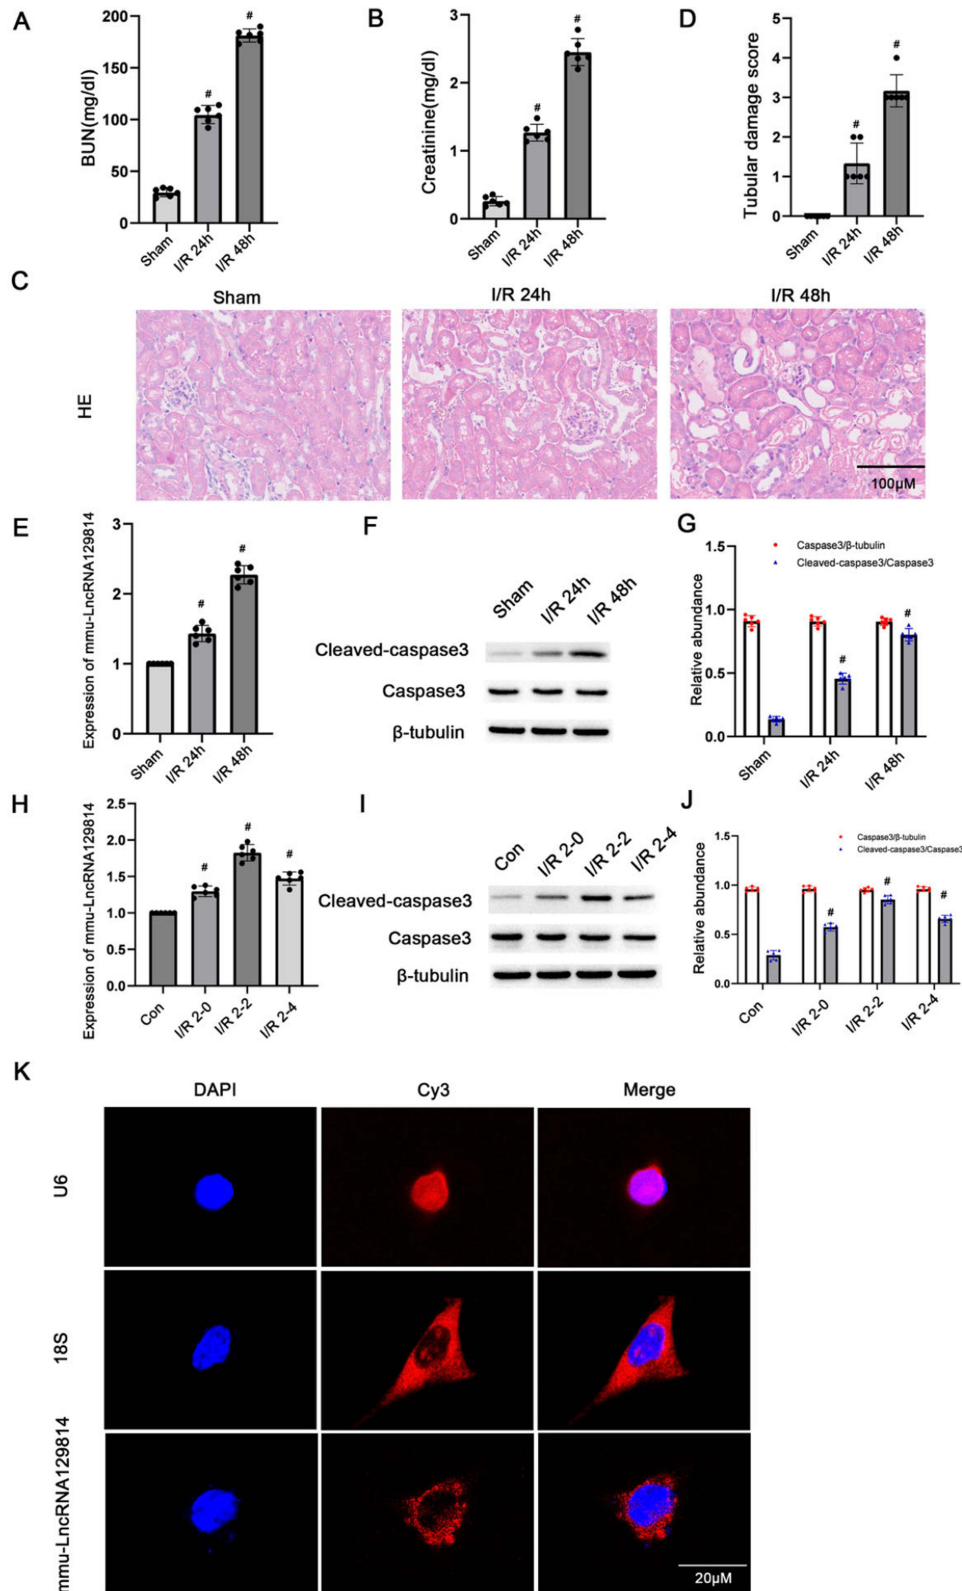 A
BUN(mg/dl)
200
150
100
50
0
#
#
Sham
I/R 24h
I/R 48h
B
Creatinine(mg/dl)
3
2
1
0
#
#
Sham
I/R 24h
I/R 48h
D
Tubular damage score
5
4
3
2
1
0
#
#
Sham
I/R 24h
I/R 48h
C
Sham
I/R 24h
I/R 48h
HE
100μM
E
Expression of mmu-LncRNA129814
3
2
1
0
#
#
Sham
I/R 24h
I/R 48h
F
Sham
I/R 24h
I/R 48h
Cleaved-caspase3
Caspase3
β-tubulin
G
Caspase3/β-tubulin
Cleaved-caspase3/Caspase3
Relative abundance
1.5
1.0
0.5
0.0
#
#
Sham
I/R 24h
I/R 48h
H
Expression of mmu-LncRNA129814
2.5
2.0
1.5
1.0
0.5
0.0
#
#
#
Con
I/R 2-0
I/R 2-2
I/R 2-4
I
Con
I/R 2-0
I/R 2-2
I/R 2-4
Cleaved-caspase3
Caspase3
β-tubulin
J
Caspase3/β-tubulin
Cleaved-caspase3/Caspase3
Relative abundance
1.5
1.0
0.5
0.0
#
#
#
Con
I/R 2-0
I/R 2-2
I/R 2-4
K
DAPI
Cy3
Merge
U6
18S
mmu-LncRNA129814
20μM